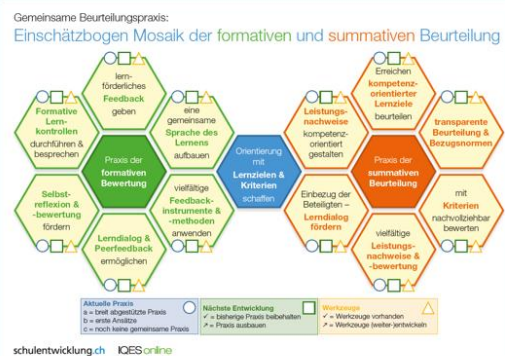 Gemeinsame Beurteilungspraxis:
Einschätzbogen Mosaik der formativen und summativen Beurteilung
lern-
förderliches
Feedback
geben
Formative
Lern-
kontrollen
durchführen &
besprechen
eine
gemeinsame
Sprache des
Lernens
aufbauen
Praxis der
formativen
Bewertung
Selbst-
reflexion &
-bewertung
fördern
vielfältige
Feedback-
instrumente &
-methoden
anwenden
Lerndialog &
Peerfeedback
ermöglichen
Orientierung
mit
Lernzielen &
Kriterien
schaffen
Erreichen
kompetenz-
orientierter
Lernziele
beurteilen
Leistungs-
nachweise
kompetenz-
orientiert
gestalten
transparente
Beurteilung &
Bezugsnormen
Praxis der
summativen
Beurteilung
Einbezug der
Beteiligten –
Lerndialog
fördern
mit
Kriterien
nachvollziehbar
bewerten
vielfältige
Leistungs-
nachweise &
-bewertung
Aktuelle Praxis
a = breit abgestützte Praxis
b = erste Ansätze
c = noch keine gemeinsame Praxis
Nächste Entwicklung
✓ = bisherige Praxis beibehalten
↗ = Praxis ausbauen
Werkzeuge
✓ = Werkzeuge vorhanden
↗ = Werkzeuge (weiter-)entwickeln
schulentwicklung.ch IQES online